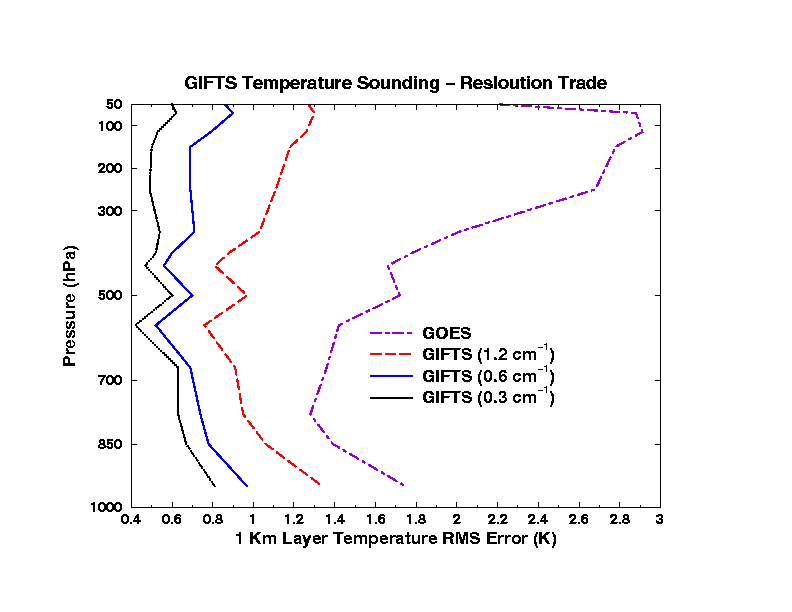 GIFTS Temperature Sounding – Resloution Trade
50
100
200
300
400
500
700
850
1000
Pressure (hPa)
GOES
GIFTS (1.2 cm⁻¹)
GIFTS (0.6 cm⁻¹)
GIFTS (0.3 cm⁻¹)
0.4 0.6 0.8 1 1.2 1.4 1.6 1.8 2 2.2 2.4 2.6 2.8 3
1 Km Layer Temperature RMS Error (K)